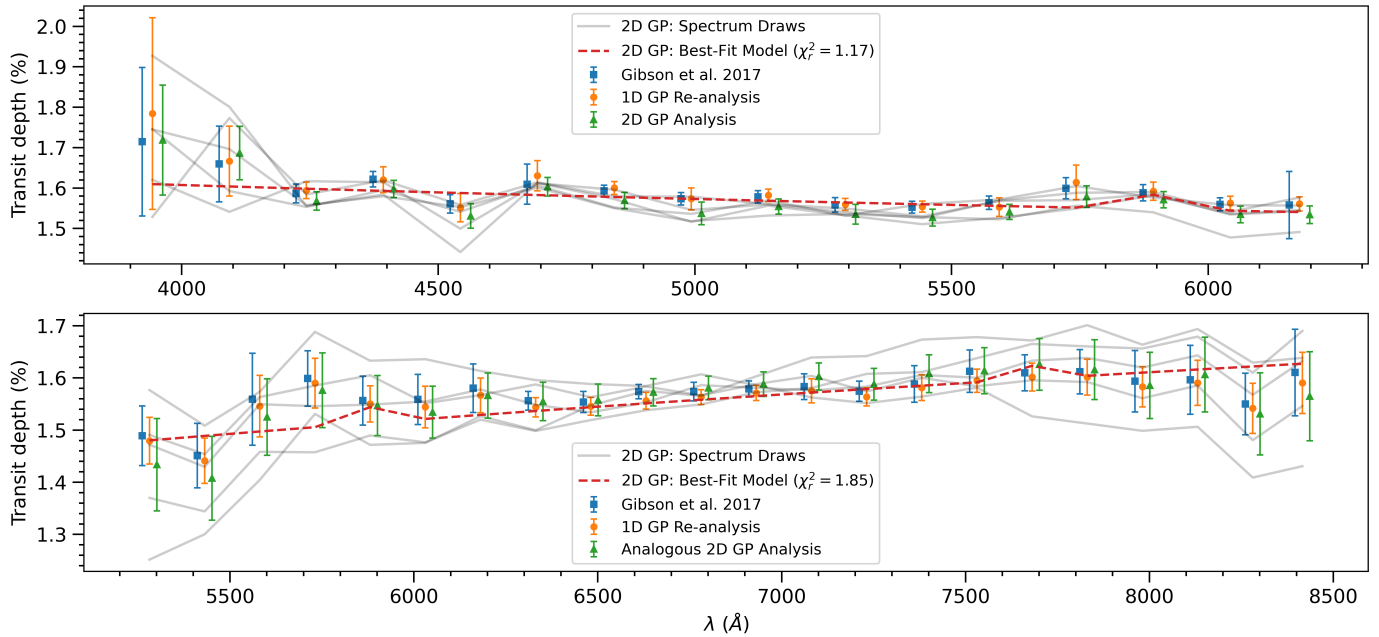 2.0
1.9
1.8
1.7
1.6
1.5
Transit depth (%)
2D GP: Spectrum Draws
2D GP: Best-Fit Model (χ²ᵣ = 1.17)
Gibson et al. 2017
1D GP Re-analysis
2D GP Analysis
4000 4500 5000 5500 6000
1.7
1.6
1.5
1.4
1.3
Transit depth (%)
2D GP: Spectrum Draws
2D GP: Best-Fit Model (χ²ᵣ = 1.85)
Gibson et al. 2017
1D GP Re-analysis
Analogous 2D GP Analysis
5500 6000 6500 7000 7500 8000 8500
λ (Å)